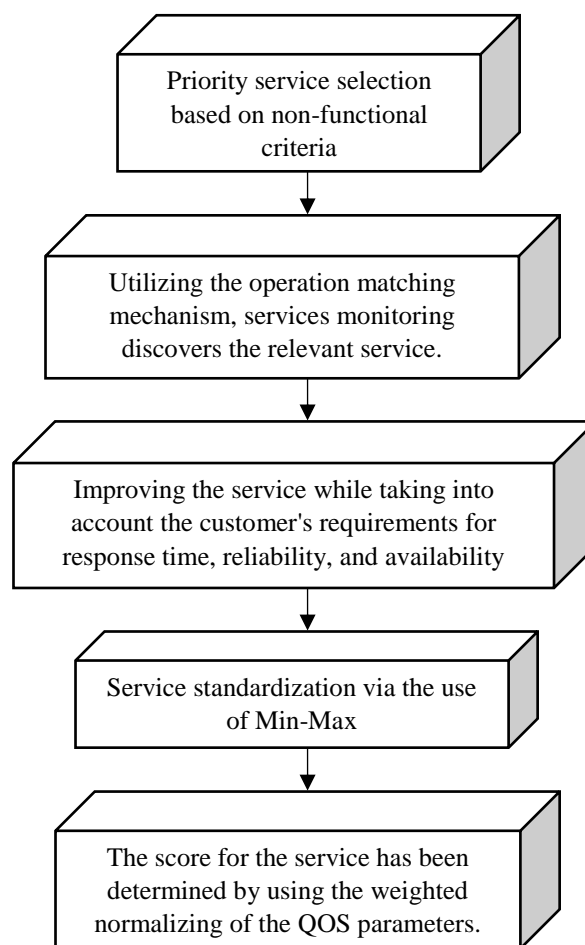 Priority service selection
based on non-functional
criteria
Utilizing the operation matching
mechanism, services monitoring
discovers the relevant service.
Improving the service while taking into
account the customer's requirements for
response time, reliability, and availability
Service standardization via the use
of Min-Max
The score for the service has been
determined by using the weighted
normalizing of the QOS parameters.